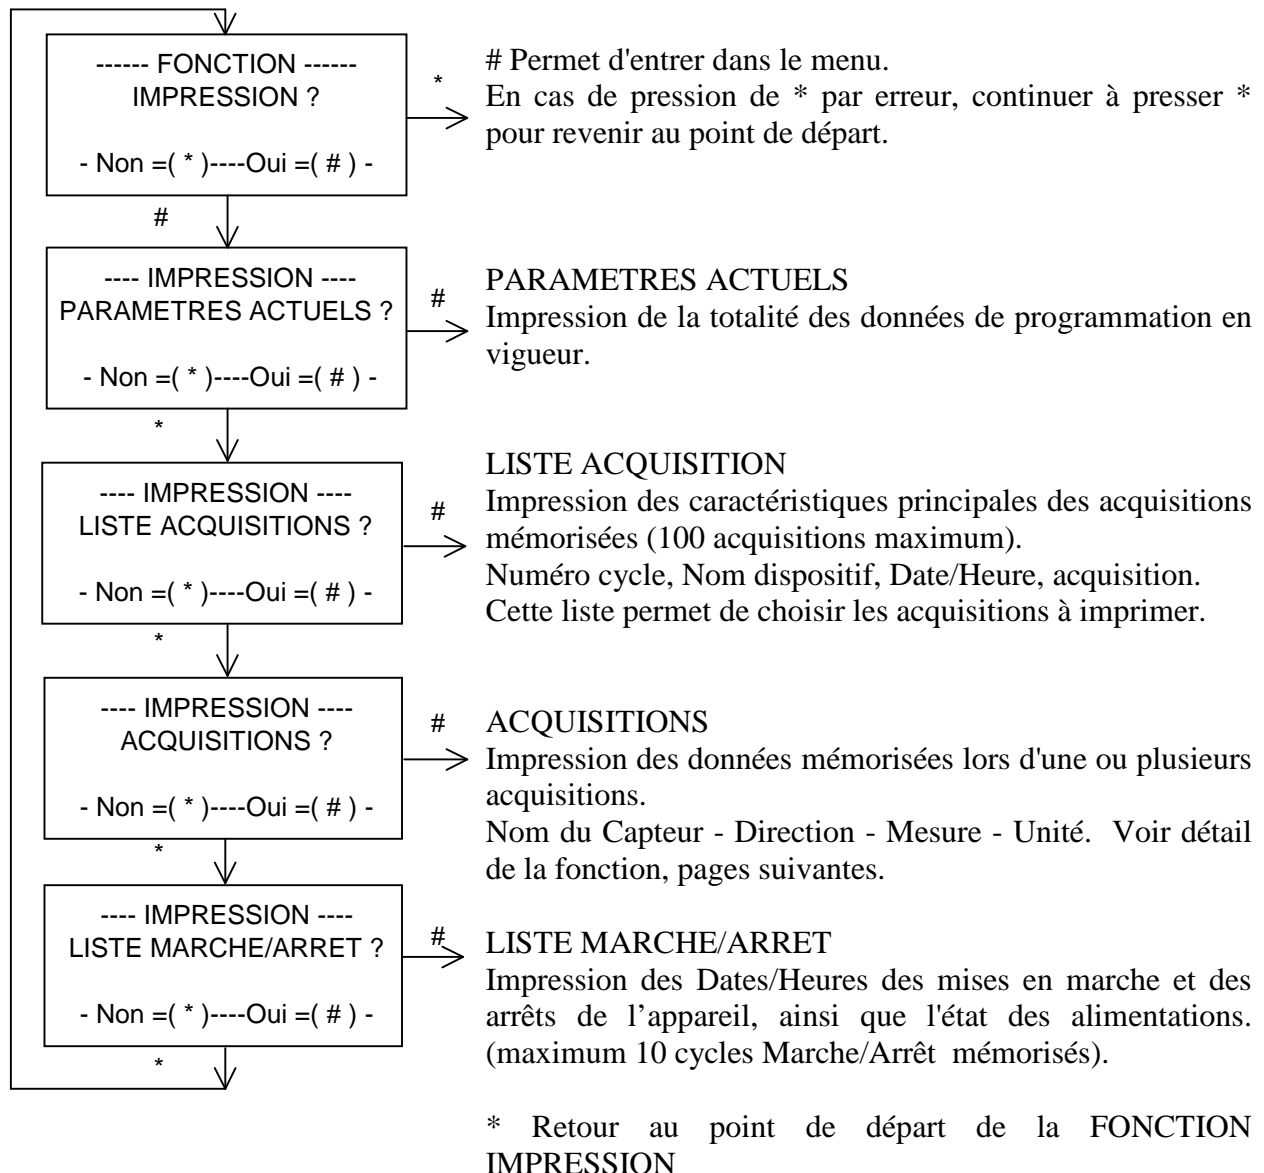 ------ FONCTION ------
IMPRESSION ?
- Non =( * )----Oui =( # ) -
*
# Permet d'entrer dans le menu.
En cas de pression de * par erreur, continuer à presser *
pour revenir au point de départ.
#
---- IMPRESSION ----
PARAMETRES ACTUELS ?
- Non =( * )----Oui =( # ) -
#
PARAMETRES ACTUELS
Impression de la totalité des données de programmation en
vigueur.
*
---- IMPRESSION ----
LISTE ACQUISITIONS ?
- Non =( * )----Oui =( # ) -
#
LISTE ACQUISITION
Impression des caractéristiques principales des acquisitions
mémorisées (100 acquisitions maximum).
Numéro cycle, Nom dispositif, Date/Heure, acquisition.
Cette liste permet de choisir les acquisitions à imprimer.
*
---- IMPRESSION ----
ACQUISITIONS ?
- Non =( * )----Oui =( # ) -
#
ACQUISITIONS
Impression des données mémorisées lors d'une ou plusieurs
acquisitions.
Nom du Capteur - Direction - Mesure - Unité. Voir détail
de la fonction, pages suivantes.
*
---- IMPRESSION ----
LISTE MARCHE/ARRET ?
- Non =( * )----Oui =( # ) -
#
LISTE MARCHE/ARRET
Impression des Dates/Heures des mises en marche et des
arrêts de l’appareil, ainsi que l'état des alimentations.
(maximum 10 cycles Marche/Arrêt mémorisés).
*
* Retour au point de départ de la FONCTION
IMPRESSION